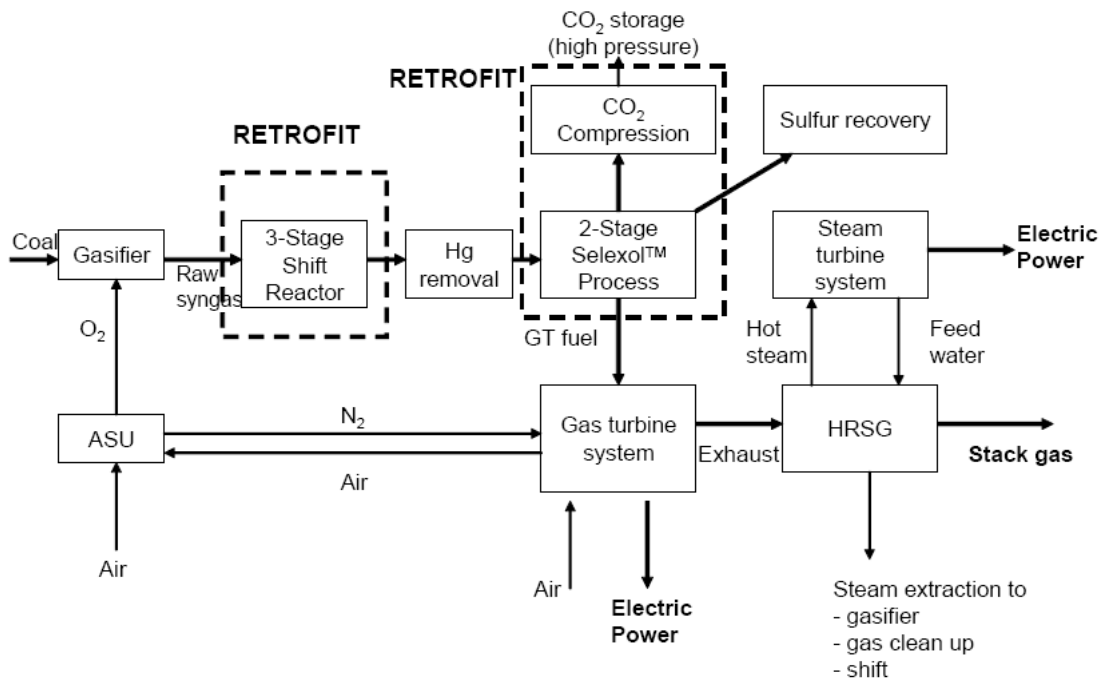 CO₂ storage
(high pressure)
RETROFIT
CO₂
Compression
Sulfur recovery
RETROFIT
Coal
Gasifier
Raw
syngas
3-Stage
Shift
Reactor
Hg
removal
2-Stage
Selexol™
Process
Steam
turbine
system
Electric
Power
O₂
GT fuel
Hot
steam
Feed
water
ASU
N₂
Air
Gas turbine
system
Exhaust
HRSG
Stack gas
Air
Air
Electric
Power
Steam extraction to
- gasifier
- gas clean up
- shift